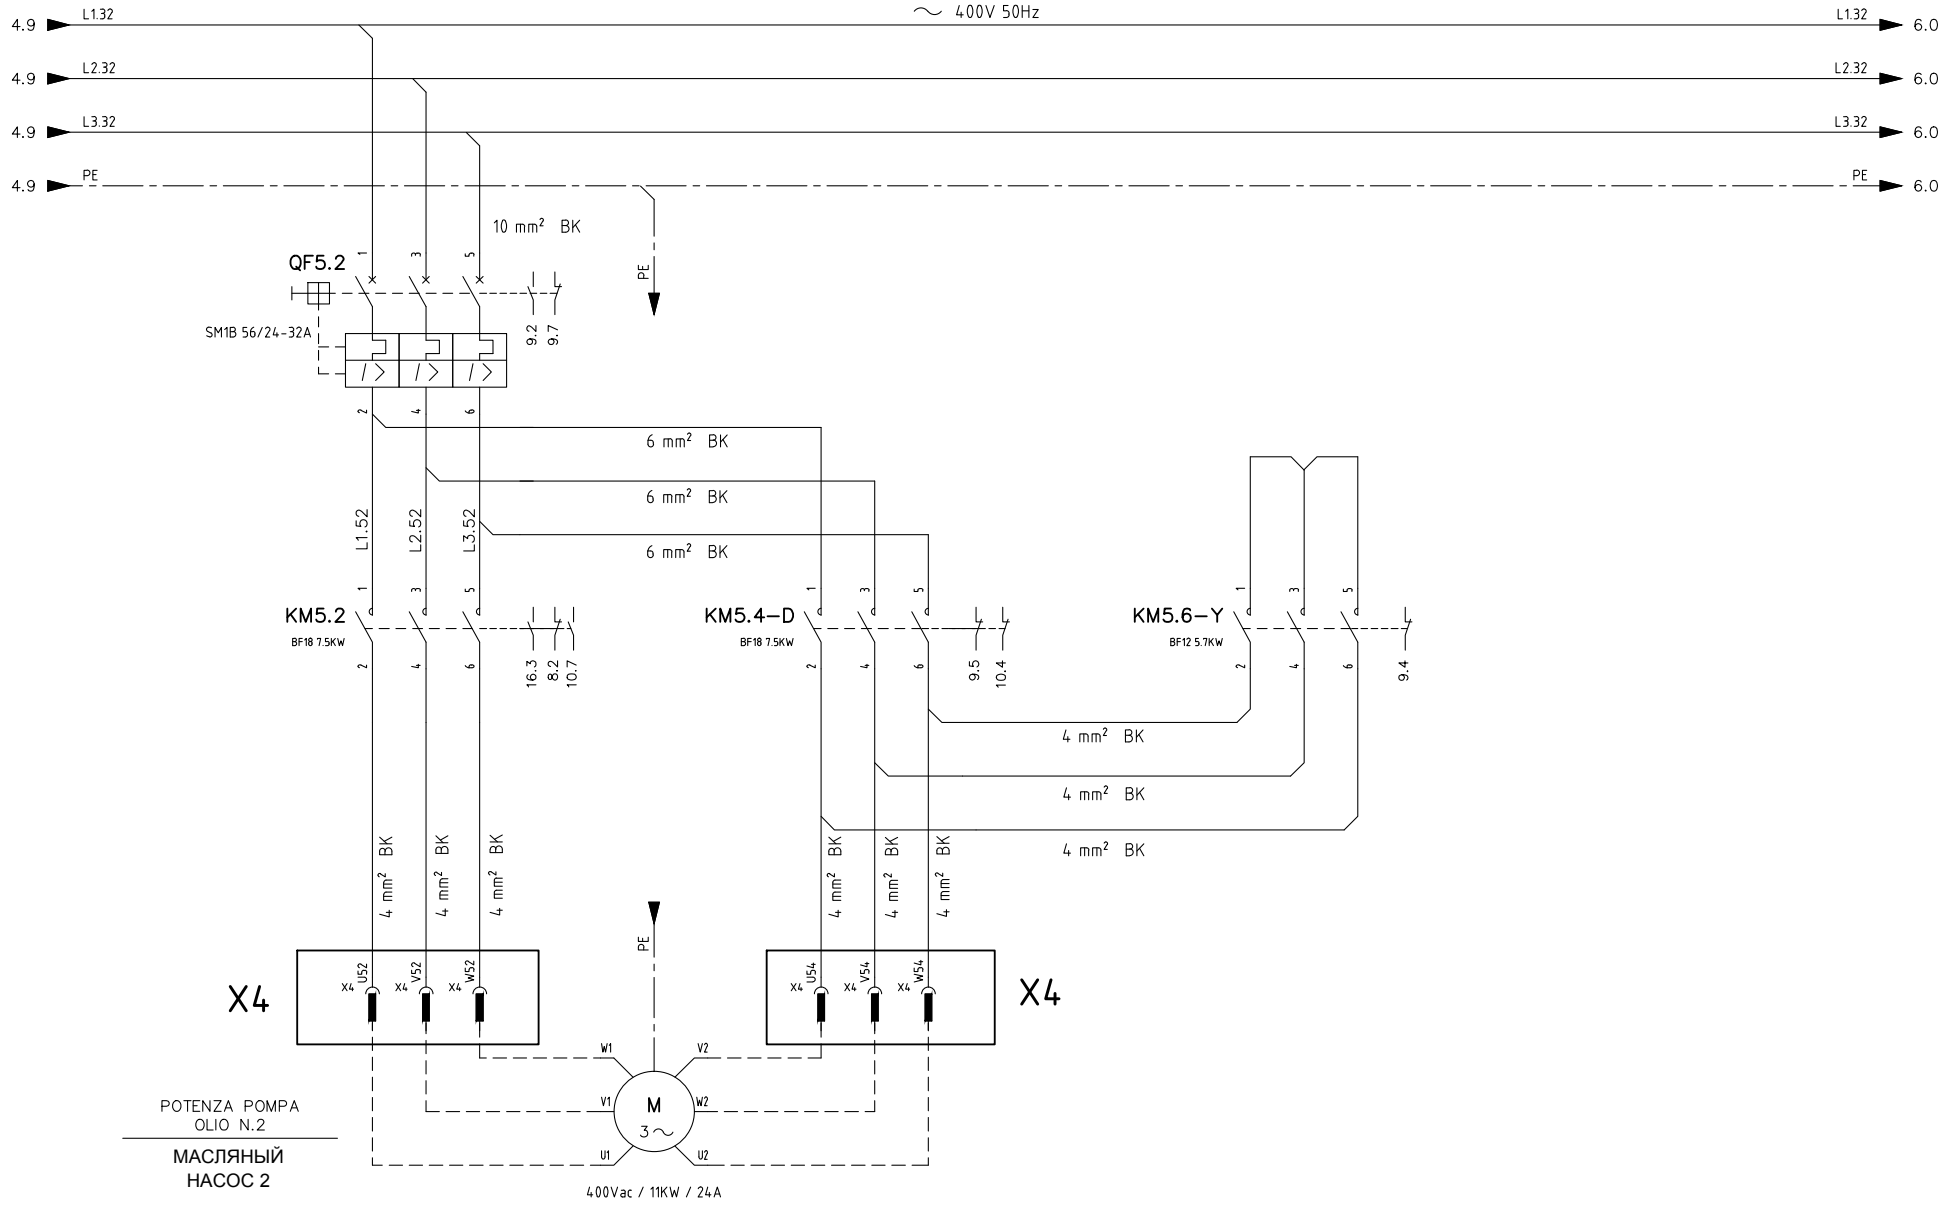 400V 50Hz
4.9 L1.32 L1.32 6.0
4.9 L2.32 L2.32 6.0
4.9 L3.32 L3.32 6.0
4.9 PE PE 6.0
10 mm² BK
PE
QF5.2 1 3 5
SM1B 56/24-32A
9.2 9.7
2 4 6
6 mm² BK
6 mm² BK
6 mm² BK
L1.52 L2.52 L3.52
KM5.2 1 3 5
BF18 7.5KW
2 4 6
16.3 8.2 10.7
KM5.4-D 1 3 5
BF18 7.5KW
2 4 6
9.5 10.4
KM5.6-Y 1 3 5
BF12 5.7KW
2 4 6
9.4
4 mm² BK
4 mm² BK
4 mm² BK
4 mm² BK 4 mm² BK 4 mm² BK
4 mm² BK 4 mm² BK 4 mm² BK
PE
X4
X4 U52 X4 V52 X4 W52
X4 U54 X4 V54 X4 W54
X4
W1 V2
V1 M W2
3
U1 U2
400Vac / 11KW / 24A
POTENZA POMPA
OLIO N.2
МАСЛЯНЫЙ
НАСОС 2